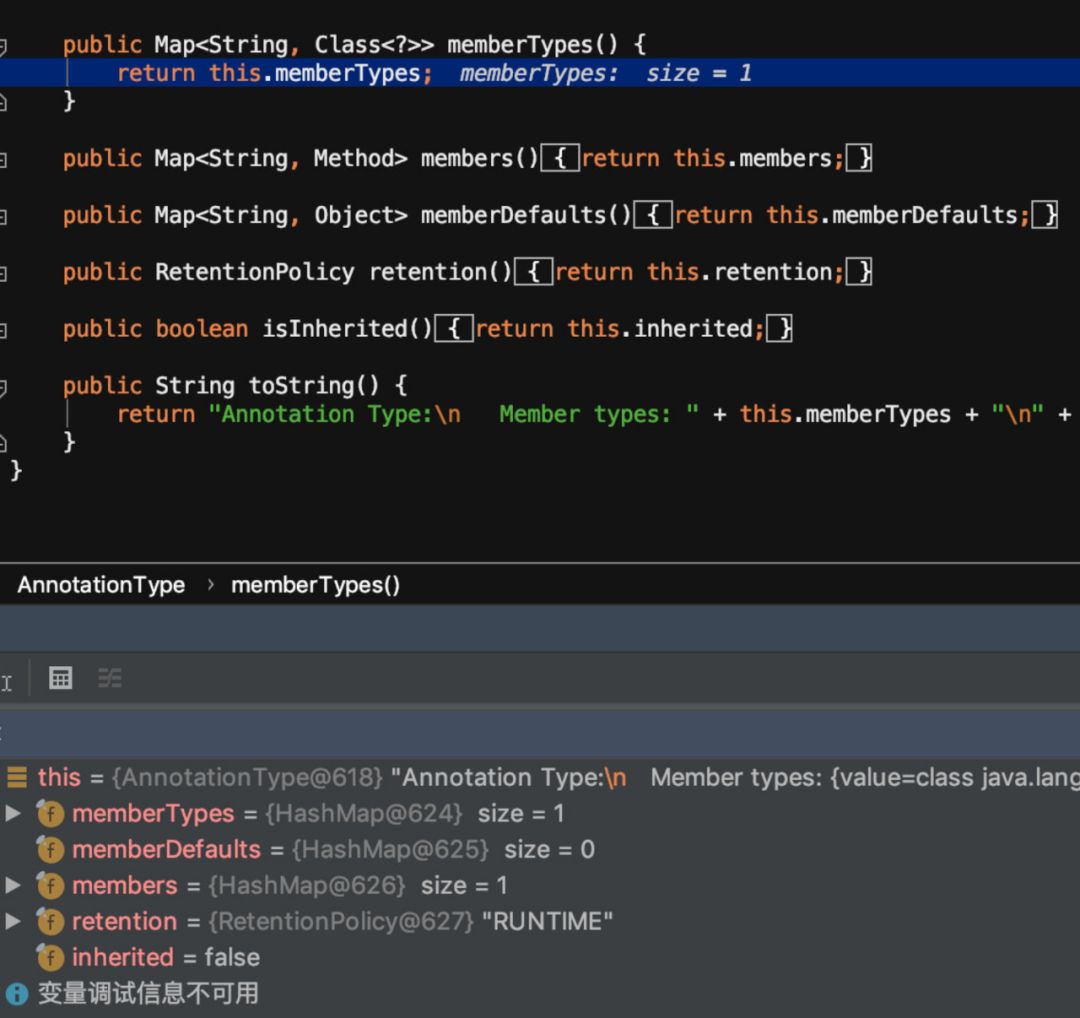 public Map<String, Class<?>> memberTypes() {
return this.memberTypes; memberTypes: size = 1
}
public Map<String, Method> members() { return this.members; }
public Map<String, Object> memberDefaults() { return this.memberDefaults; }
public RetentionPolicy retention() { return this.retention; }
public boolean isInherited() { return this.inherited; }
public String toString() {
return "Annotation Type:\n   Member types: " + this.memberTypes + "\n" +
}
}
AnnotationType › memberTypes()
this = {AnnotationType@618} "Annotation Type:\n   Member types: {value=class java.lang
memberTypes = {HashMap@624} size = 1
memberDefaults = {HashMap@625} size = 0
members = {HashMap@626} size = 1
retention = {RetentionPolicy@627} "RUNTIME"
inherited = false
变量调试信息不可用